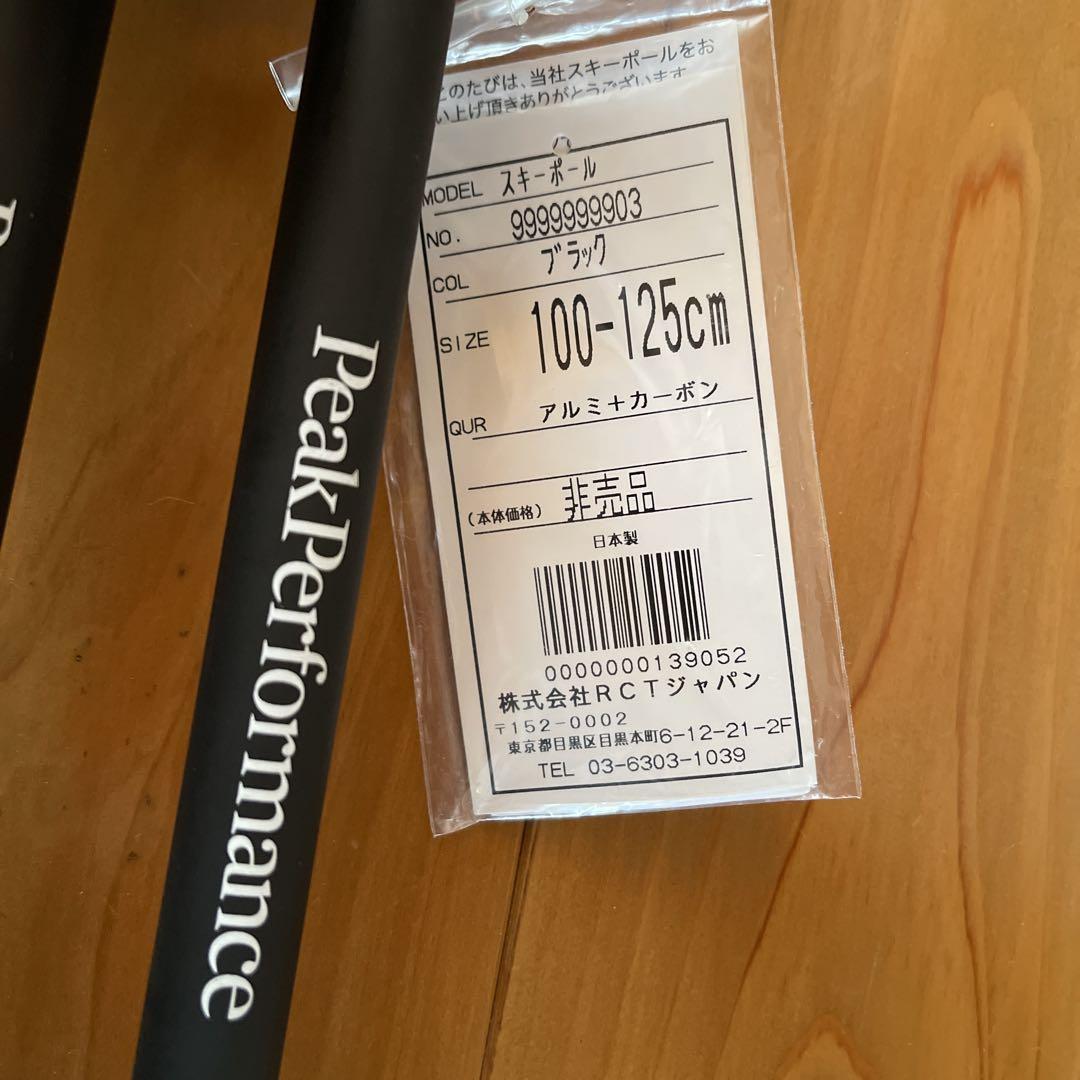 PeakPerformance
このたびは、当社スキーポールをお
い上げ頂きありがとうございます
MODEL スキーポール
NO. 9999999903
COL ブラック
SIZE 100-125cm
QUR アルミ+カーボン
(本体価格) 非売品
日本製
0000000139052
株式会社RCTジャパン
〒152-0002
東京都目黒区目黒本町6-12-21-2F
TEL 03-6303-1039